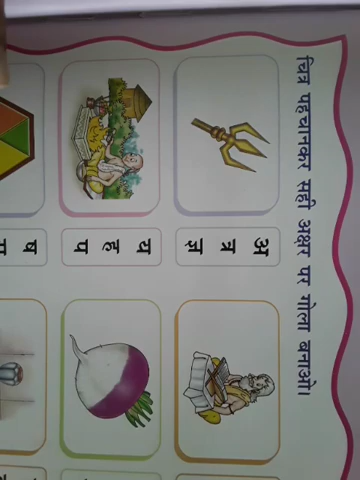 चित्र पहचानकर सही अक्षर पर गोला बनाओ।
अ
त्र
ज्ञ
ह
प
ष